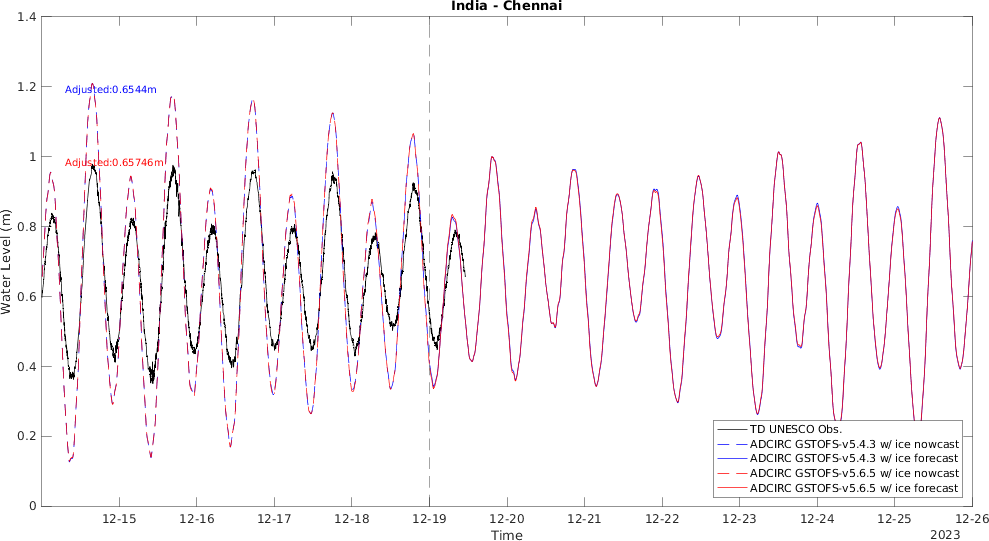 India - Chennai
1.4
1.2
1
0.8
0.6
0.4
0.2
0
Water Level (m)
Adjusted:0.6544m
Adjusted:0.65746m
TD UNESCO Obs.
ADCIRC GSTOFS-v5.4.3 w/ ice nowcast
ADCIRC GSTOFS-v5.4.3 w/ ice forecast
ADCIRC GSTOFS-v5.6.5 w/ ice nowcast
ADCIRC GSTOFS-v5.6.5 w/ ice forecast
12-15 12-16 12-17 12-18 12-19 12-20 12-21 12-22 12-23 12-24 12-25 12-26
Time
2023